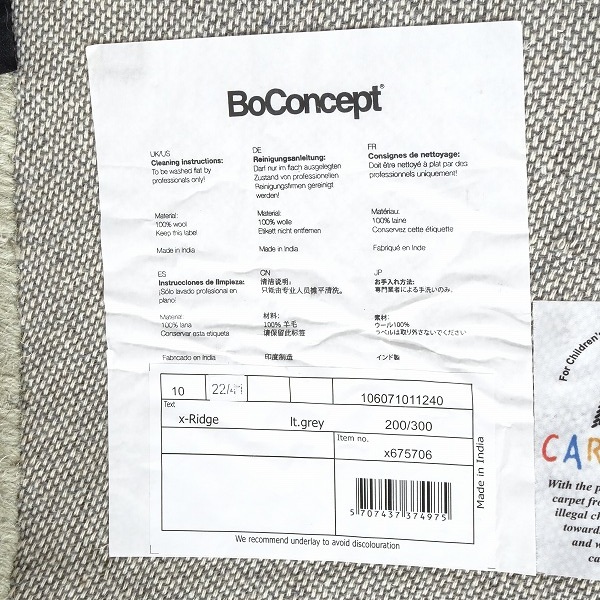 BoConcept®
UK/US
Cleaning instructions:
To be washed flat by
professionals only!
Material:
100% wool
Keep this label
Made in India
DE
Reinigungsanleitung:
Darf nur im flach ausgelegten
Zustand von professionellen
Reinigungsfirmen gereinigt
werden!
Material:
100% wolle
Etikett nicht entfernen
Made in India
FR
Consignes de nettoyage:
Doit être nettoyé à plat par des
professionnels uniquement!
Matériau:
100% laine
Conservez cette étiquette
Fabriqué en Inde
ES
Instrucciones de limpieza:
¡Sólo lavado profesional en
plano!
Material:
100% lana
Conservar esta etiqueta
Fabricado en India
CN
清洁说明:
只能由专业人员摊平清洗。
材料:
100% 羊毛
请保留此标签
印度制造
JP
お手入れ方法:
専門業者による手洗いのみ
素材:
ウール100%
ラベルは取り外さないでください
インド製
10
106071011240
Text
x-Ridge lt.grey 200/300
Item no.
x675706
5 707437 374975
Made in India
We recommend underlay to avoid discolouration
For Children's
CAR
With the p
carpet fro
illegal ch
toward
and w
ca